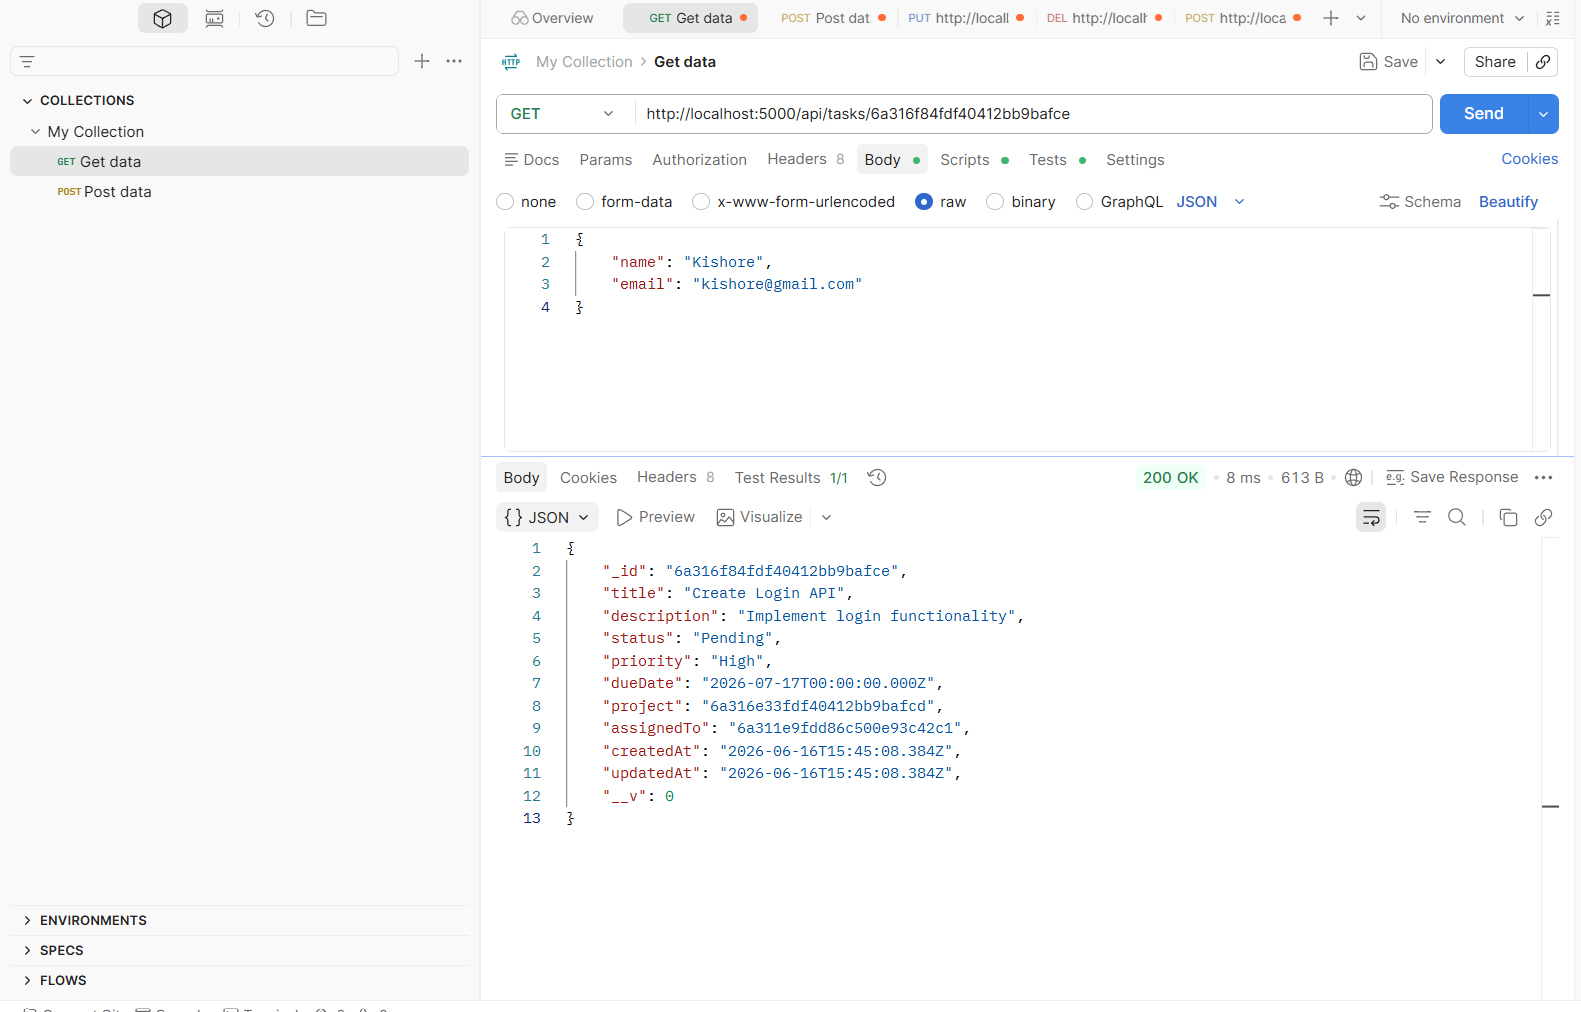 Overview GET Get data POST Post dat PUT http://locall DEL http://localh POST http://loca No environment
My Collection > Get data Save Share
COLLECTIONS
My Collection
GET Get data
POST Post data
GET http://localhost:5000/api/tasks/6a316f84fdf40412bb9bafce Send
Docs Params Authorization Headers 8 Body Scripts Tests Settings Cookies
none form-data x-www-form-urlencoded raw binary GraphQL JSON Schema Beautify
1 {
2 "name": "Kishore",
3 "email": "kishore@gmail.com"
4 }
Body Cookies Headers 8 Test Results 1/1 200 OK • 8 ms • 613 B • e.g. Save Response
{} JSON Preview Visualize
1 {
2 "_id": "6a316f84fdf40412bb9bafce",
3 "title": "Create Login API",
4 "description": "Implement login functionality",
5 "status": "Pending",
6 "priority": "High",
7 "dueDate": "2026-07-17T00:00:00.000Z",
8 "project": "6a316e33fdf40412bb9bafcd",
9 "assignedTo": "6a311e9fdd86c500e93c42c1",
10 "createdAt": "2026-06-16T15:45:08.384Z",
11 "updatedAt": "2026-06-16T15:45:08.384Z",
12 "__v": 0
13 }
ENVIRONMENTS
SPECS
FLOWS